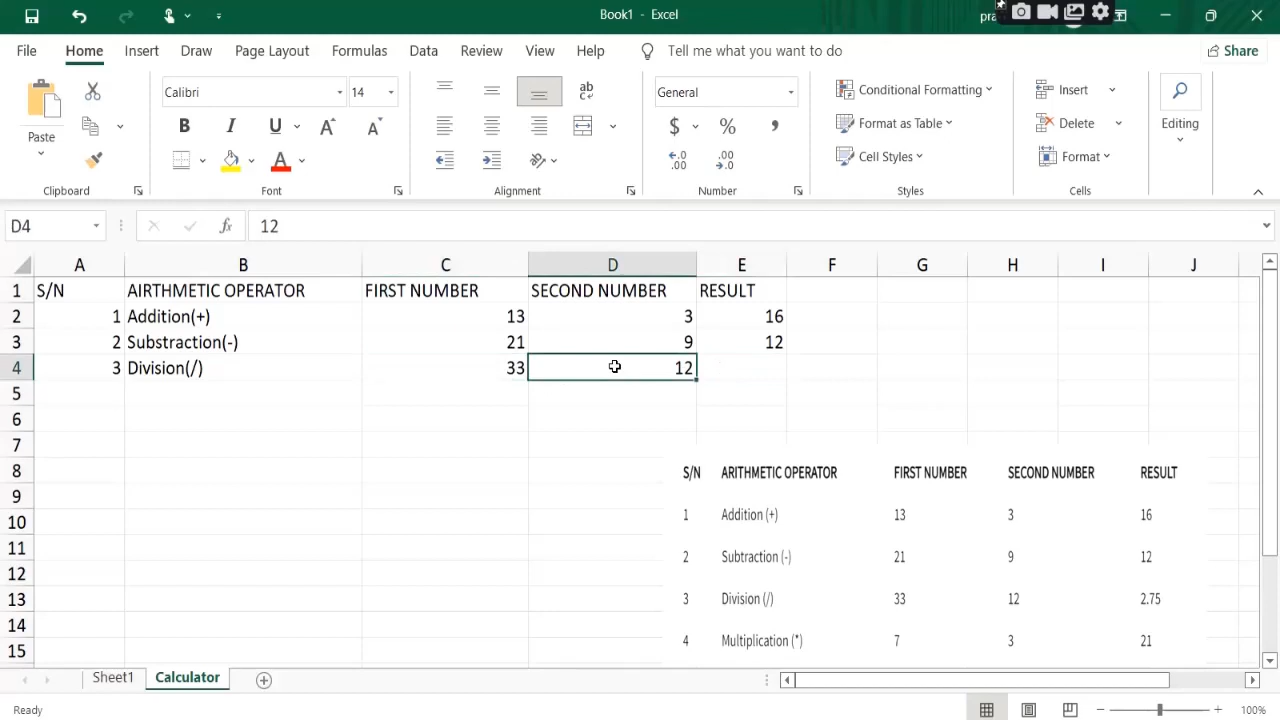 Book1 - Excel
pra
File Home Insert Draw Page Layout Formulas Data Review View Help Tell me what you want to do Share
Paste
Calibri 14
B I U A A A
ab
General
$ % ,
Conditional Formatting
Format as Table
Cell Styles
Insert
Delete
Format
Editing
Clipboard Font Alignment Number Styles Cells
D4 fx 12
A B C D E F G H I J
1 S/N AIRTHMETIC OPERATOR FIRST NUMBER SECOND NUMBER RESULT
2 1 Addition(+) 13 3 16
3 2 Substraction(-) 21 9 12
4 3 Division(/) 33 12
5
6
7
8
9
10
11
12
13
14
15
S/N ARITHMETIC OPERATOR FIRST NUMBER SECOND NUMBER RESULT
1 Addition (+) 13 3 16
2 Subtraction (-) 21 9 12
3 Division (/) 33 12 2.75
4 Multiplication (*) 7 3 21
Sheet1 Calculator
Ready 100%